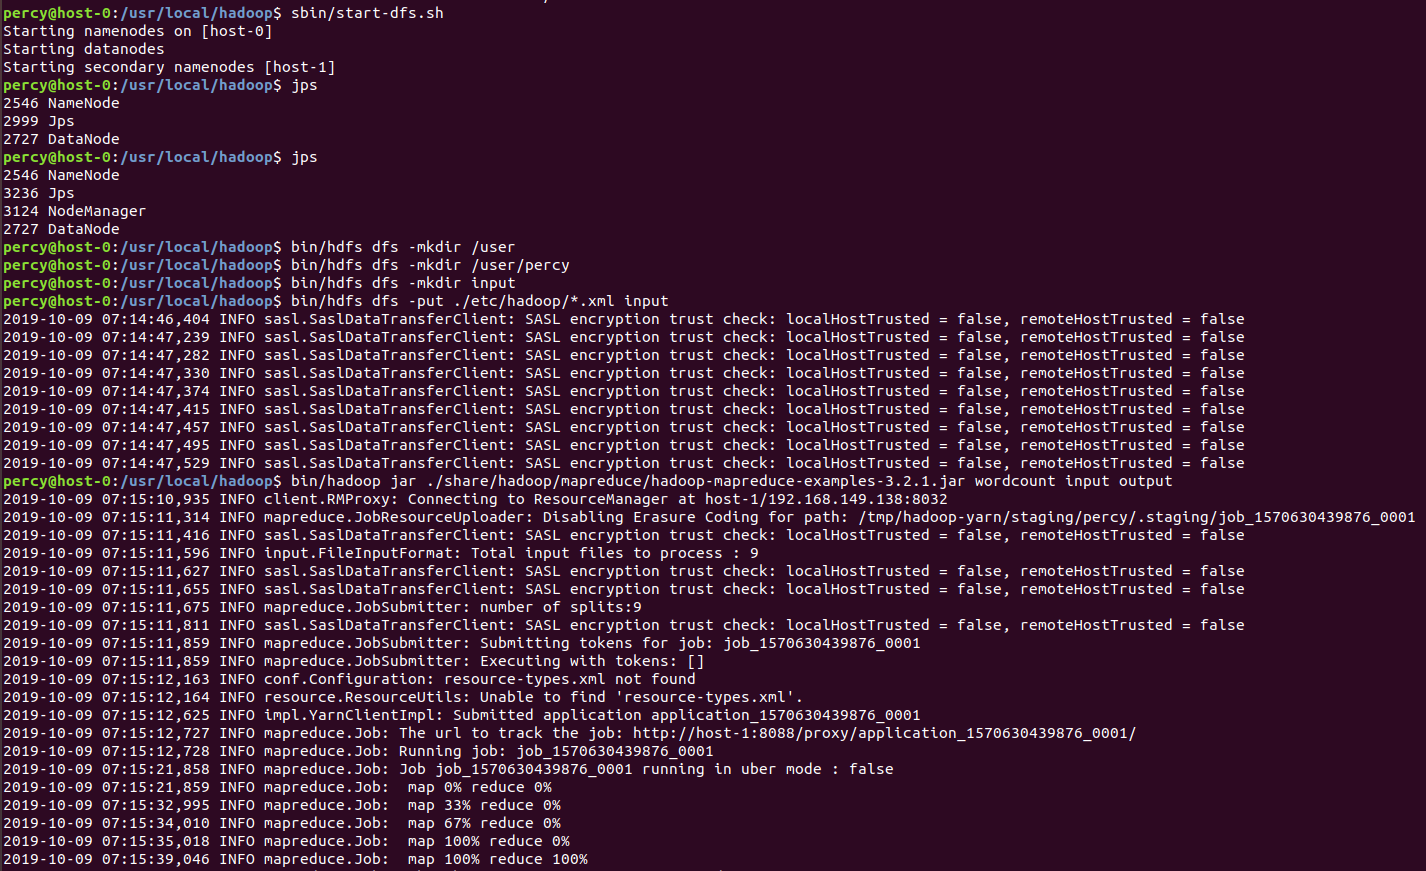 percy@host-0:/usr/local/hadoop$ sbin/start-dfs.sh
Starting namenodes on [host-0]
Starting datanodes
Starting secondary namenodes [host-1]
percy@host-0:/usr/local/hadoop$ jps
2546 NameNode
2999 Jps
2727 DataNode
percy@host-0:/usr/local/hadoop$ jps
2546 NameNode
3236 Jps
3124 NodeManager
2727 DataNode
percy@host-0:/usr/local/hadoop$ bin/hdfs dfs -mkdir /user
percy@host-0:/usr/local/hadoop$ bin/hdfs dfs -mkdir /user/percy
percy@host-0:/usr/local/hadoop$ bin/hdfs dfs -mkdir input
percy@host-0:/usr/local/hadoop$ bin/hdfs dfs -put ./etc/hadoop/*.xml input
2019-10-09 07:14:46,404 INFO sasl.SaslDataTransferClient: SASL encryption trust check: localHostTrusted = false, remoteHostTrusted = false
2019-10-09 07:14:47,239 INFO sasl.SaslDataTransferClient: SASL encryption trust check: localHostTrusted = false, remoteHostTrusted = false
2019-10-09 07:14:47,282 INFO sasl.SaslDataTransferClient: SASL encryption trust check: localHostTrusted = false, remoteHostTrusted = false
2019-10-09 07:14:47,330 INFO sasl.SaslDataTransferClient: SASL encryption trust check: localHostTrusted = false, remoteHostTrusted = false
2019-10-09 07:14:47,374 INFO sasl.SaslDataTransferClient: SASL encryption trust check: localHostTrusted = false, remoteHostTrusted = false
2019-10-09 07:14:47,415 INFO sasl.SaslDataTransferClient: SASL encryption trust check: localHostTrusted = false, remoteHostTrusted = false
2019-10-09 07:14:47,457 INFO sasl.SaslDataTransferClient: SASL encryption trust check: localHostTrusted = false, remoteHostTrusted = false
2019-10-09 07:14:47,495 INFO sasl.SaslDataTransferClient: SASL encryption trust check: localHostTrusted = false, remoteHostTrusted = false
2019-10-09 07:14:47,529 INFO sasl.SaslDataTransferClient: SASL encryption trust check: localHostTrusted = false, remoteHostTrusted = false
percy@host-0:/usr/local/hadoop$ bin/hadoop jar ./share/hadoop/mapreduce/hadoop-mapreduce-examples-3.2.1.jar wordcount input output
2019-10-09 07:15:10,935 INFO client.RMProxy: Connecting to ResourceManager at host-1/192.168.149.138:8032
2019-10-09 07:15:11,314 INFO mapreduce.JobResourceUploader: Disabling Erasure Coding for path: /tmp/hadoop-yarn/staging/percy/.staging/job_1570630439876_0001
2019-10-09 07:15:11,416 INFO sasl.SaslDataTransferClient: SASL encryption trust check: localHostTrusted = false, remoteHostTrusted = false
2019-10-09 07:15:11,596 INFO input.FileInputFormat: Total input files to process : 9
2019-10-09 07:15:11,627 INFO sasl.SaslDataTransferClient: SASL encryption trust check: localHostTrusted = false, remoteHostTrusted = false
2019-10-09 07:15:11,655 INFO sasl.SaslDataTransferClient: SASL encryption trust check: localHostTrusted = false, remoteHostTrusted = false
2019-10-09 07:15:11,675 INFO mapreduce.JobSubmitter: number of splits:9
2019-10-09 07:15:11,811 INFO sasl.SaslDataTransferClient: SASL encryption trust check: localHostTrusted = false, remoteHostTrusted = false
2019-10-09 07:15:11,859 INFO mapreduce.JobSubmitter: Submitting tokens for job: job_1570630439876_0001
2019-10-09 07:15:11,859 INFO mapreduce.JobSubmitter: Executing with tokens: []
2019-10-09 07:15:12,163 INFO conf.Configuration: resource-types.xml not found
2019-10-09 07:15:12,164 INFO resource.ResourceUtils: Unable to find 'resource-types.xml'.
2019-10-09 07:15:12,625 INFO impl.YarnClientImpl: Submitted application application_1570630439876_0001
2019-10-09 07:15:12,727 INFO mapreduce.Job: The url to track the job: http://host-1:8088/proxy/application_1570630439876_0001/
2019-10-09 07:15:12,728 INFO mapreduce.Job: Running job: job_1570630439876_0001
2019-10-09 07:15:21,858 INFO mapreduce.Job: Job job_1570630439876_0001 running in uber mode : false
2019-10-09 07:15:21,859 INFO mapreduce.Job:  map 0% reduce 0%
2019-10-09 07:15:32,995 INFO mapreduce.Job:  map 33% reduce 0%
2019-10-09 07:15:34,010 INFO mapreduce.Job:  map 67% reduce 0%
2019-10-09 07:15:35,018 INFO mapreduce.Job:  map 100% reduce 0%
2019-10-09 07:15:39,046 INFO mapreduce.Job:  map 100% reduce 100%